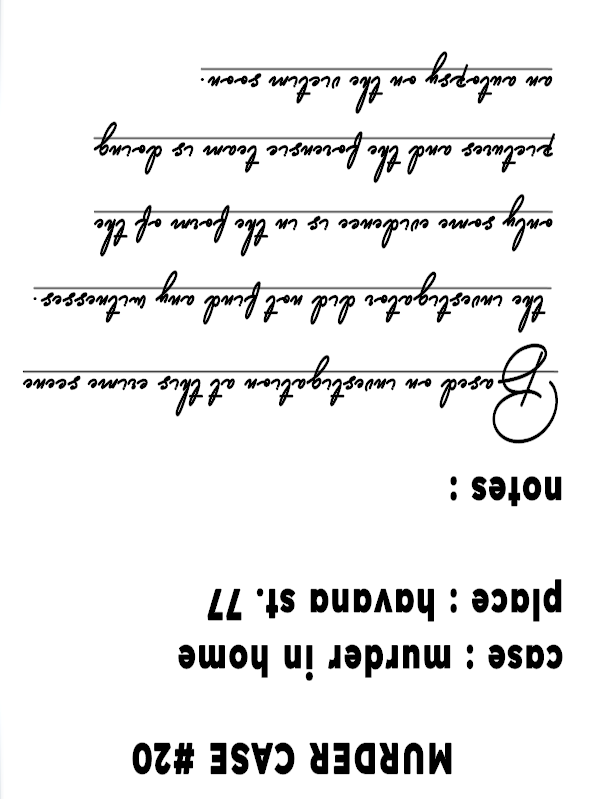 MURDER CASE #20
case : murder in home
place : havana st. 77
notes :
Based on investigation at this crime scene
the investigator did not find any witnesses.
only some evidence is in the form of the
pictures and the forensic team is doing
an autopsy on the victim soon.